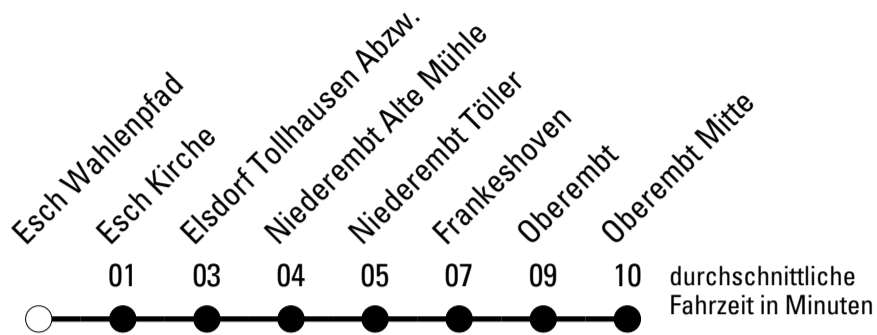 Esch Wahlenpfad
Esch Kirche
Elsdorf Tollhausen Abzw.
Niederembt Alte Mühle
Niederembt Töller
Frankeshoven
Oberembt
Oberembt Mitte
01 03 04 05 07 09 10
durchschnittliche
Fahrzeit in Minuten